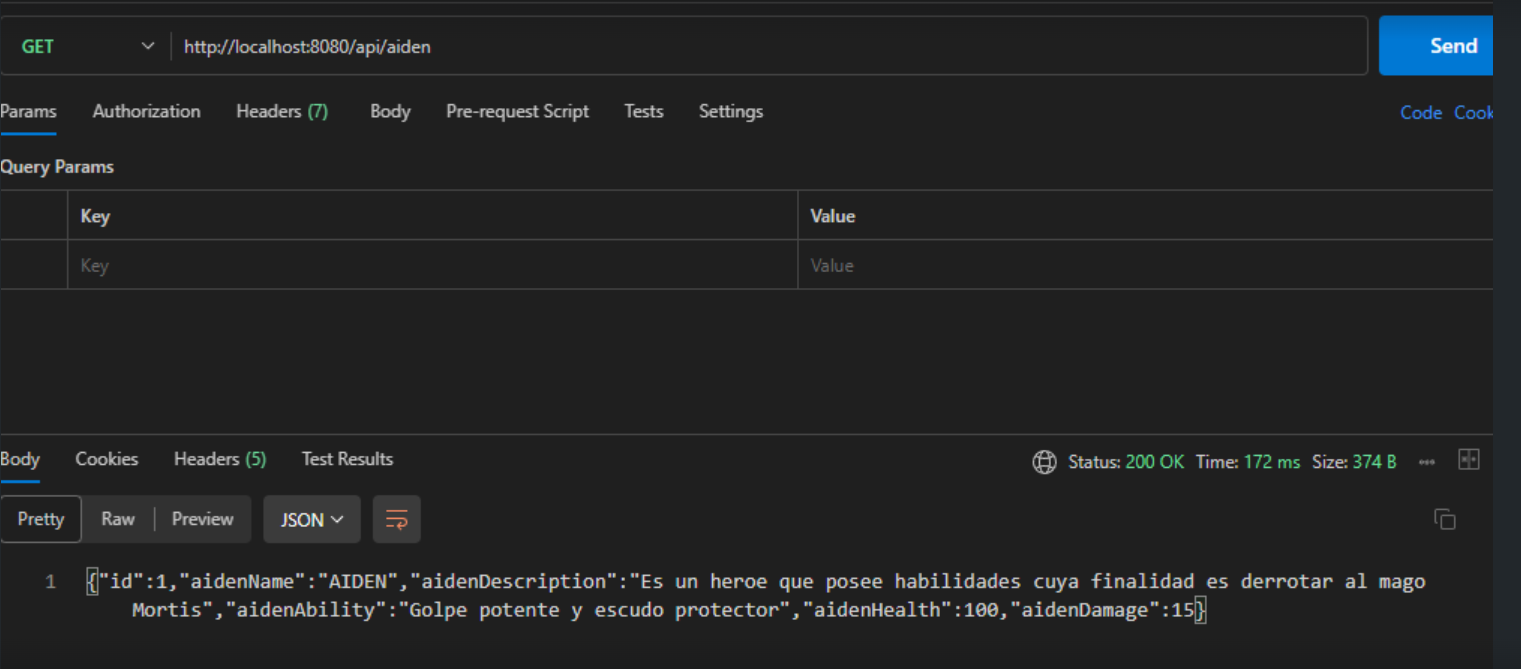 GET http://localhost:8080/api/aiden Send
Params Authorization Headers (7) Body Pre-request Script Tests Settings Code Cook
Query Params
Key Value
Key Value
Body Cookies Headers (5) Test Results Status: 200 OK Time: 172 ms Size: 374 B
Pretty Raw Preview JSON
1 {"id":1,"aidenName":"AIDEN","aidenDescription":"Es un heroe que posee habilidades cuya finalidad es derrotar al mago
Mortis","aidenAbility":"Golpe potente y escudo protector","aidenHealth":100,"aidenDamage":15}